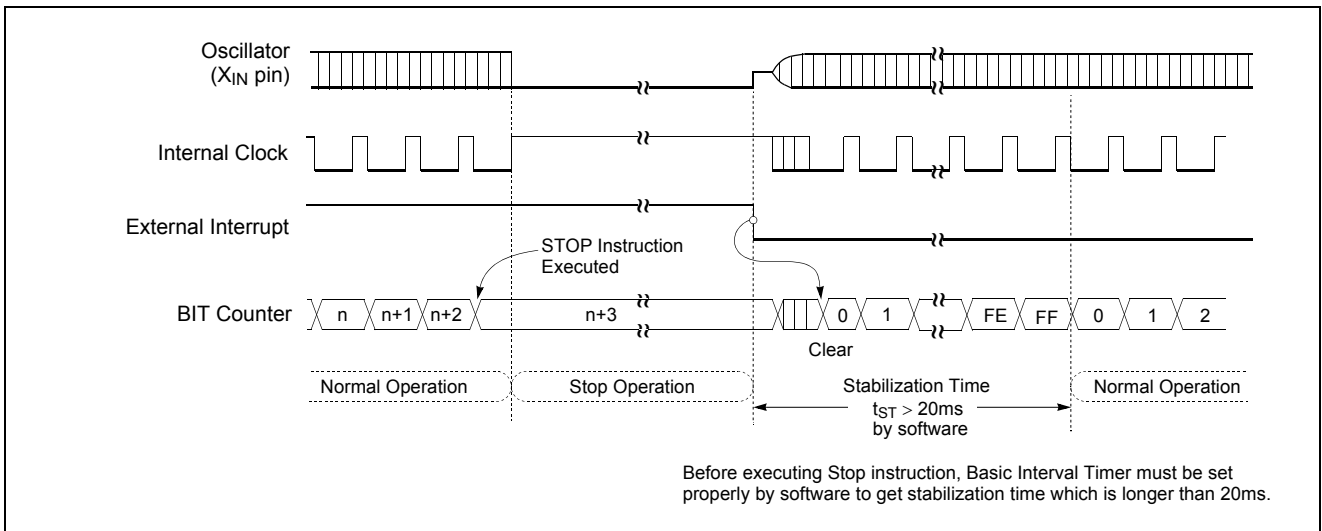 Oscillator
(XIN pin)
Internal Clock
External Interrupt
STOP Instruction
Executed
BIT Counter
n
n+1
n+2
n+3
0
1
FE
FF
0
1
2
Clear
Normal Operation
Stop Operation
Stabilization Time
tST > 20ms
by software
Normal Operation
Before executing Stop instruction, Basic Interval Timer must be set
properly by software to get stabilization time which is longer than 20ms.